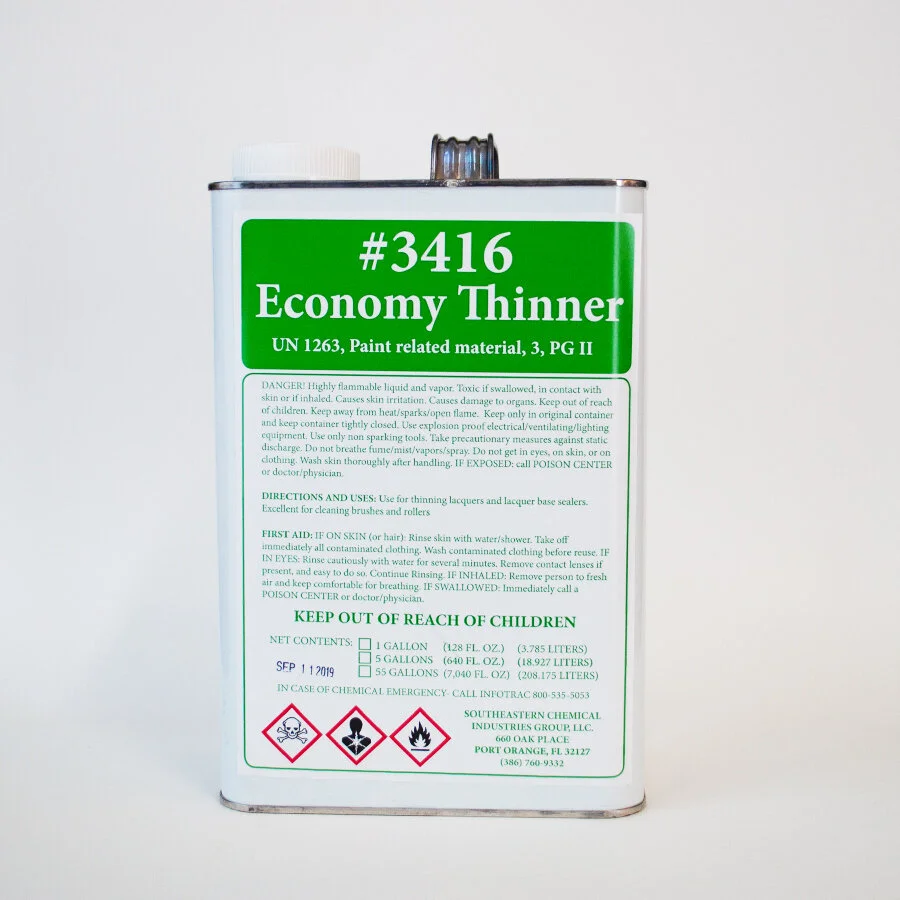 #3416
Economy Thinner
UN 1263, Paint related material, 3, PG II
DANGER! Highly flammable liquid and vapor. Toxic if swallowed, in contact with
skin or if inhaled. Causes skin irritation. Causes damage to organs. Keep out of reach
of children. Keep away from heat/sparks/open flame. Keep only in original container
and keep container tightly closed. Use explosion proof electrical/ventilating/lighting
equipment. Use only non sparking tools. Take precautionary measures against static
discharge. Do not breathe fume/mist/vapors/spray. Do not get in eyes, on skin, or on
clothing. Wash skin thoroughly after handling. IF EXPOSED: call POISON CENTER
or doctor/physician.
DIRECTIONS AND USES: Use for thinning lacquers and lacquer base sealers.
Excellent for cleaning brushes and rollers
FIRST AID: IF ON SKIN (or hair): Rinse skin with water/shower. Take off
immediately all contaminated clothing. Wash contaminated clothing before reuse. IF
IN EYES: Rinse cautiously with water for several minutes. Remove contact lenses if
present, and easy to do so. Continue Rinsing. IF INHALED: Remove person to fresh
air and keep comfortable for breathing. IF SWALLOWED: Immediately call a
POISON CENTER or doctor/physician.
KEEP OUT OF REACH OF CHILDREN
NET CONTENTS: 1 GALLON (128 FL. OZ.) (3.785 LITERS)
5 GALLONS (640 FL. OZ.) (18.927 LITERS)
SEP 11 2019 55 GALLONS (7,040 FL. OZ) (208.175 LITERS)
IN CASE OF CHEMICAL EMERGENCY- CALL INFOTRAC 800-535-5053
SOUTHEASTERN CHEMICAL
INDUSTRIES GROUP, LLC.
660 OAK PLACE
PORT ORANGE, FL 32127
(386) 760-9332